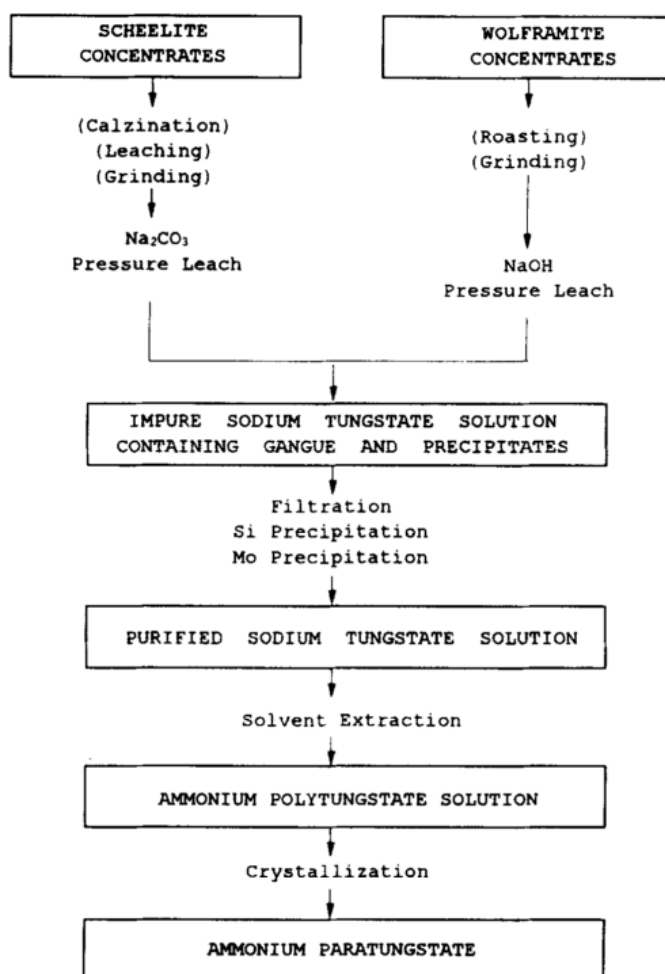 SCHEELITE
CONCENTRATES
WOLFRAMITE
CONCENTRATES
(Calzination)
(Leaching)
(Grinding)
(Roasting)
(Grinding)
Na₂CO₃
Pressure Leach
NaOH
Pressure Leach
IMPURE SODIUM TUNGSTATE SOLUTION
CONTAINING GANGUE AND PRECIPITATES
Filtration
Si Precipitation
Mo Precipitation
PURIFIED SODIUM TUNGSTATE SOLUTION
Solvent Extraction
AMMONIUM POLYTUNGSTATE SOLUTION
Crystallization
AMMONIUM PARATUNGSTATE